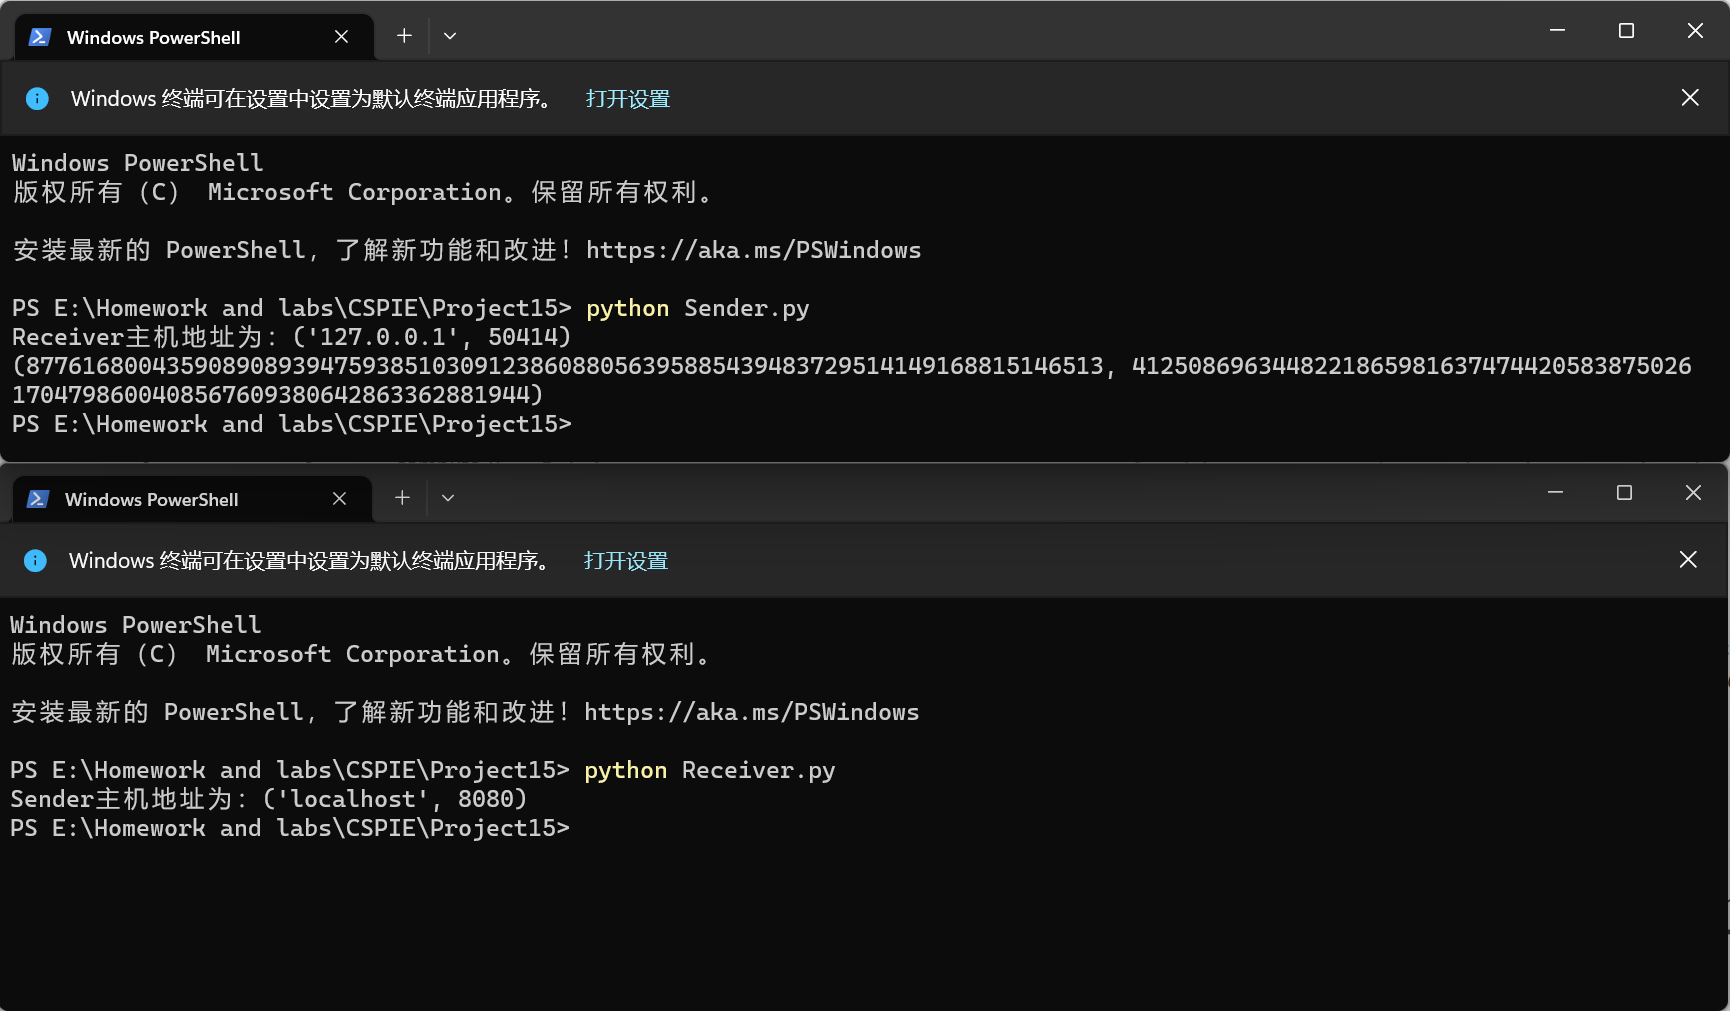 Windows PowerShell
Windows 终端可在设置中设置为默认终端应用程序。 打开设置
Windows PowerShell
版权所有 (C) Microsoft Corporation。保留所有权利。
安装最新的 PowerShell，了解新功能和改进！https://aka.ms/PSWindows
PS E:\Homework and labs\CSPIE\Project15> python Sender.py
Receiver主机地址为：('127.0.0.1', 50414)
(87761680043590890893947593851030912386088056395885439483729514149168815146513, 4125086963448221865981637474420583875026
17047986004085676093806428633628819​44)
PS E:\Homework and labs\CSPIE\Project15>
Windows PowerShell
Windows 终端可在设置中设置为默认终端应用程序。 打开设置
Windows PowerShell
版权所有 (C) Microsoft Corporation。保留所有权利。
安装最新的 PowerShell，了解新功能和改进！https://aka.ms/PSWindows
PS E:\Homework and labs\CSPIE\Project15> python Receiver.py
Sender主机地址为：('localhost', 8080)
PS E:\Homework and labs\CSPIE\Project15>